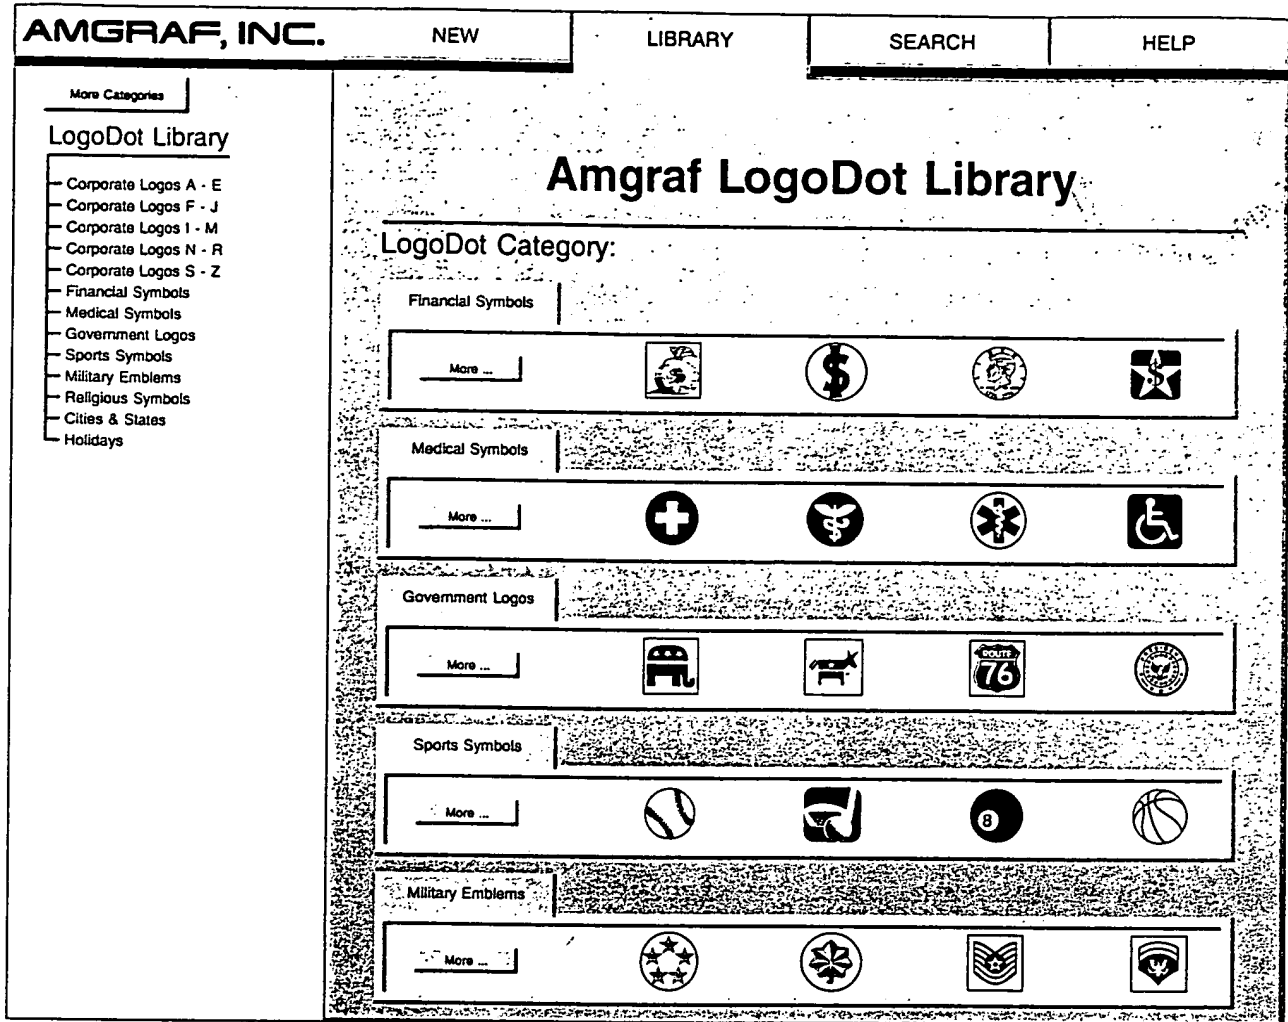 AMGRAF, INC.
NEW
LIBRARY
SEARCH
HELP
More Categories
LogoDot Library
Corporate Logos A - E
Corporate Logos F - J
Corporate Logos I - M
Corporate Logos N - R
Corporate Logos S - Z
Financial Symbols
Medical Symbols
Government Logos
Sports Symbols
Military Emblems
Religious Symbols
Cities & States
Holidays
Amgraf LogoDot Library
LogoDot Category:
Financial Symbols
More ...
$
$
$
Medical Symbols
More ...
Government Logos
More ...
ROUTE
76
Sports Symbols
More ...
8
Military Emblems
More ...